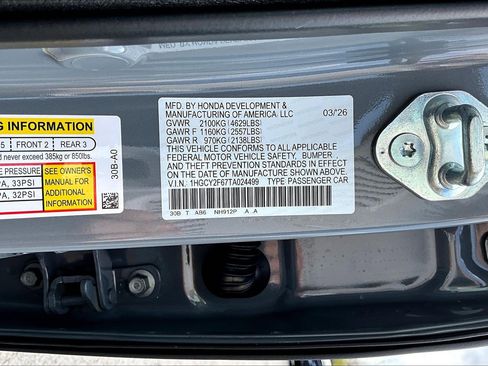 MFD. BY HONDA DEVELOPMENT & 03/26
MANUFACTURING OF AMERICA, LLC
GVWR 2100KG(4629LBS)
GAWR F 1160KG(2557LBS)
GAWR R 970KG(2138LBS)
THIS VEHICLE CONFORMS TO ALL APPLICABLE
FEDERAL MOTOR VEHICLE SAFETY, BUMPER
AND THEFT PREVENTION STANDARDS IN EFFECT
ON THE DATE OF MANUFACTURE SHOWN ABOVE.
V.I.N. 1HGCY2F67TA024499 TYPE PASSENGER CAR
30B T AB6 NH912P A A
INFORMATION
5 FRONT 2 REAR 3
never exceed 385kg or 850lbs.
PRESSURE SEE OWNER'S
PA, 33PSI MANUAL FOR
PA, 32PSI ADDITIONAL
INFORMATION
30B-A0